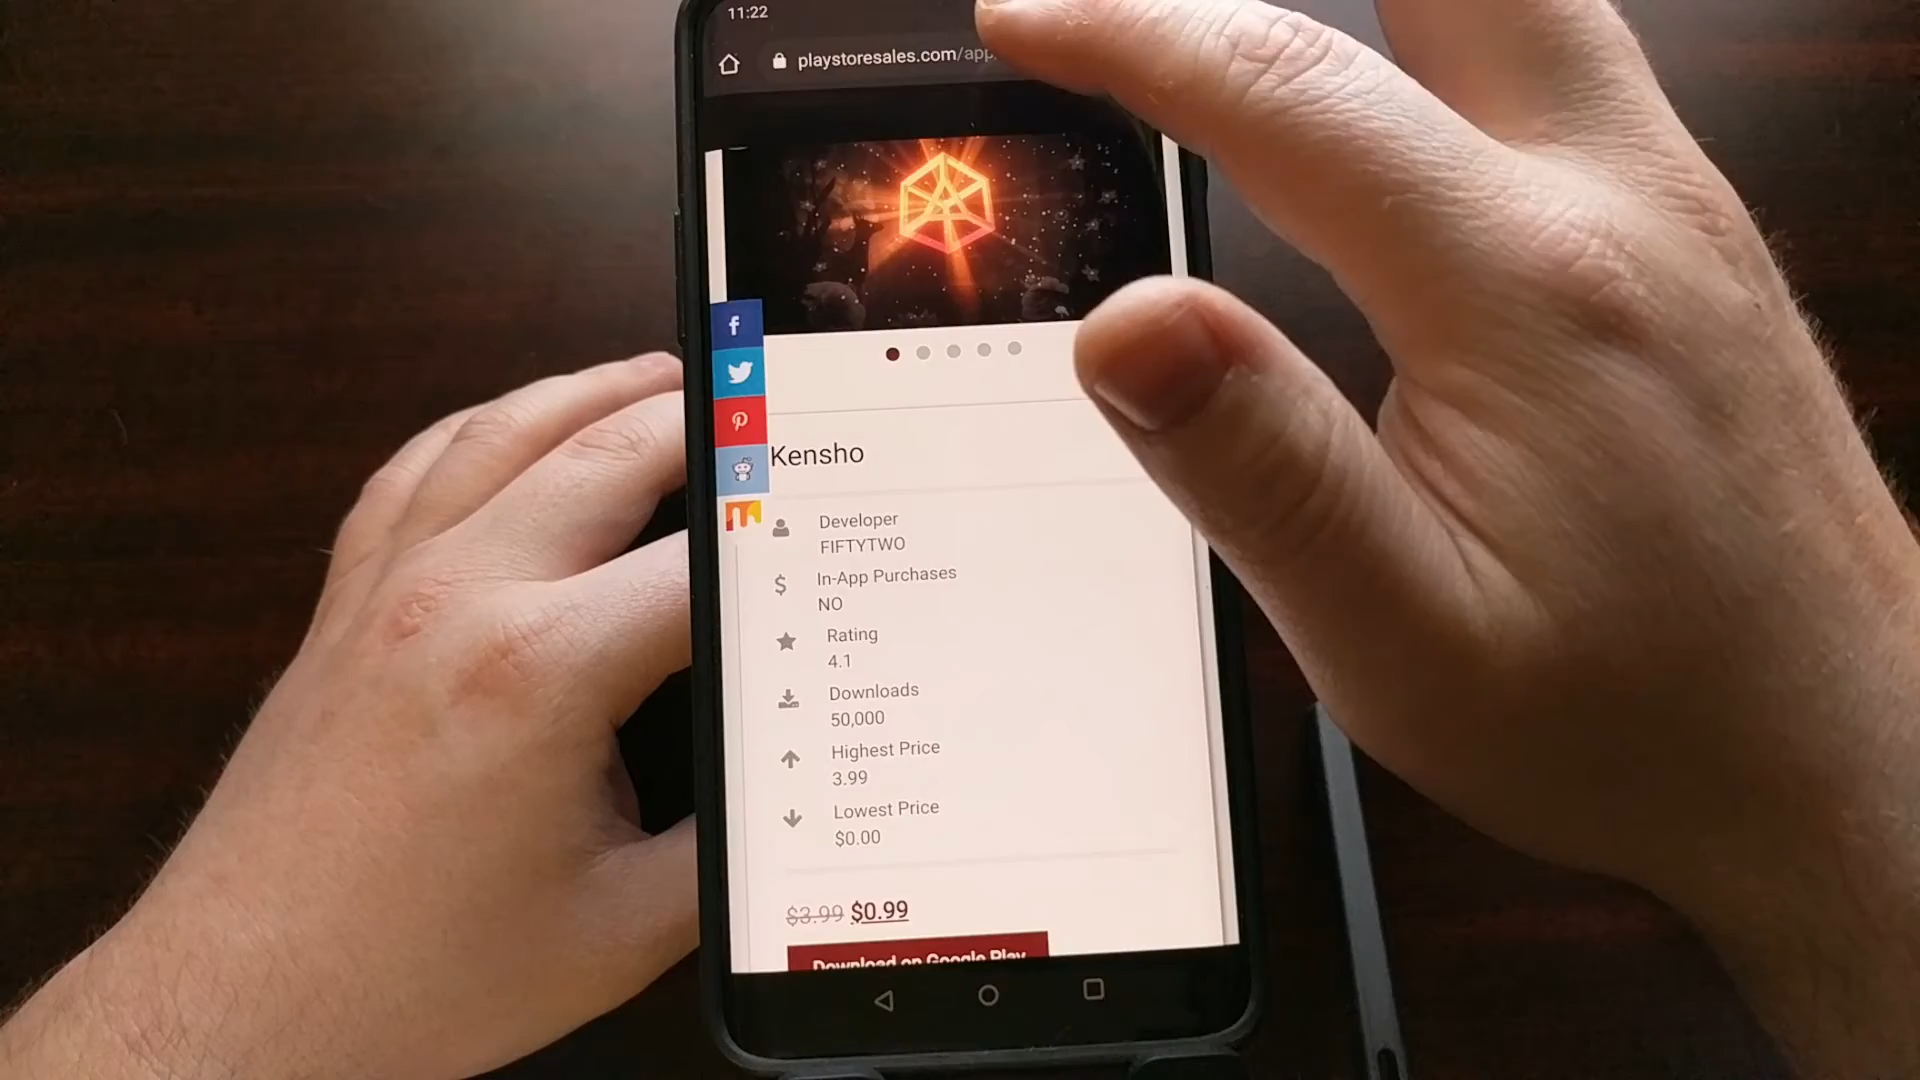 11:22
playstoresales.com/app
Kensho
Developer
FIFTYTWO
In-App Purchases
NO
Rating
4.1
Downloads
50,000
Highest Price
3.99
Lowest Price
$0.00
$3.99 $0.99
Download on Google Play